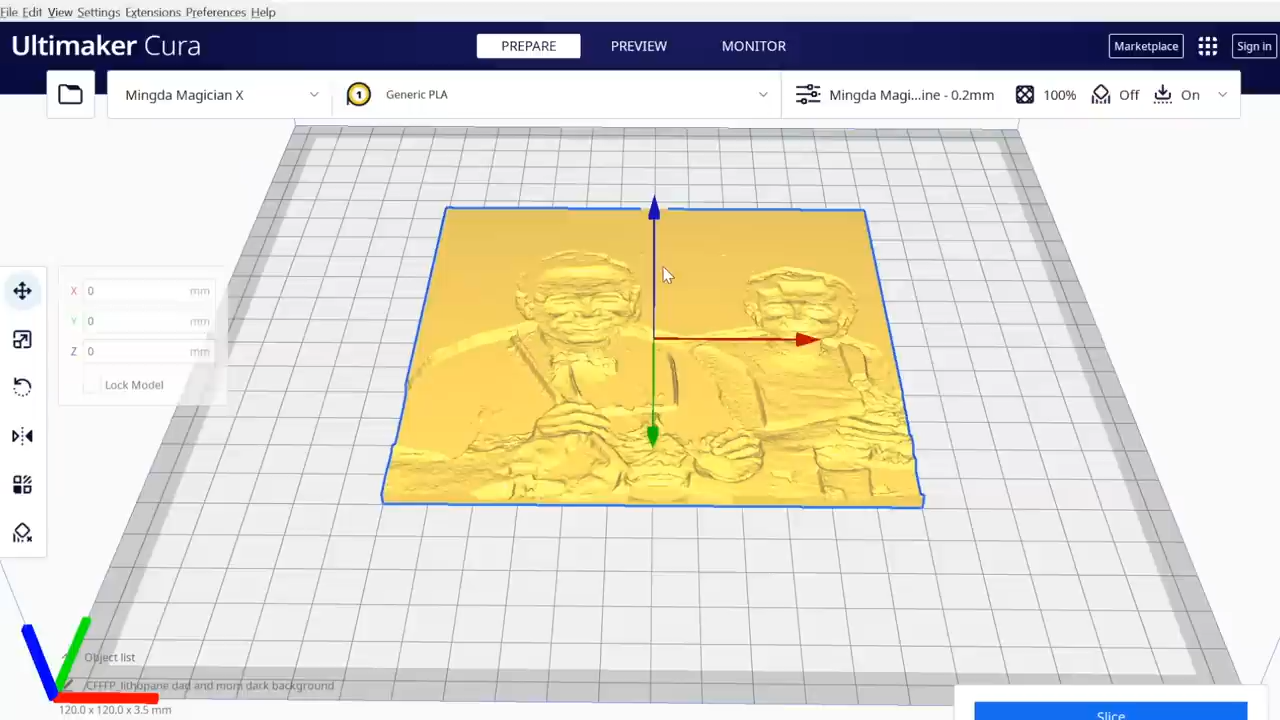 File Edit View Settings Extensions Preferences Help
Ultimaker Cura
PREPARE
PREVIEW
MONITOR
Marketplace
Sign in
Mingda Magician X
1
Generic PLA
Mingda Magi...ine - 0.2mm
100%
Off
On
X 0 mm
Y 0 mm
Z 0 mm
Lock Model
Object list
CFFFP_lithopane dad and mom dark background
120.0 x 120.0 x 3.5 mm
Slice